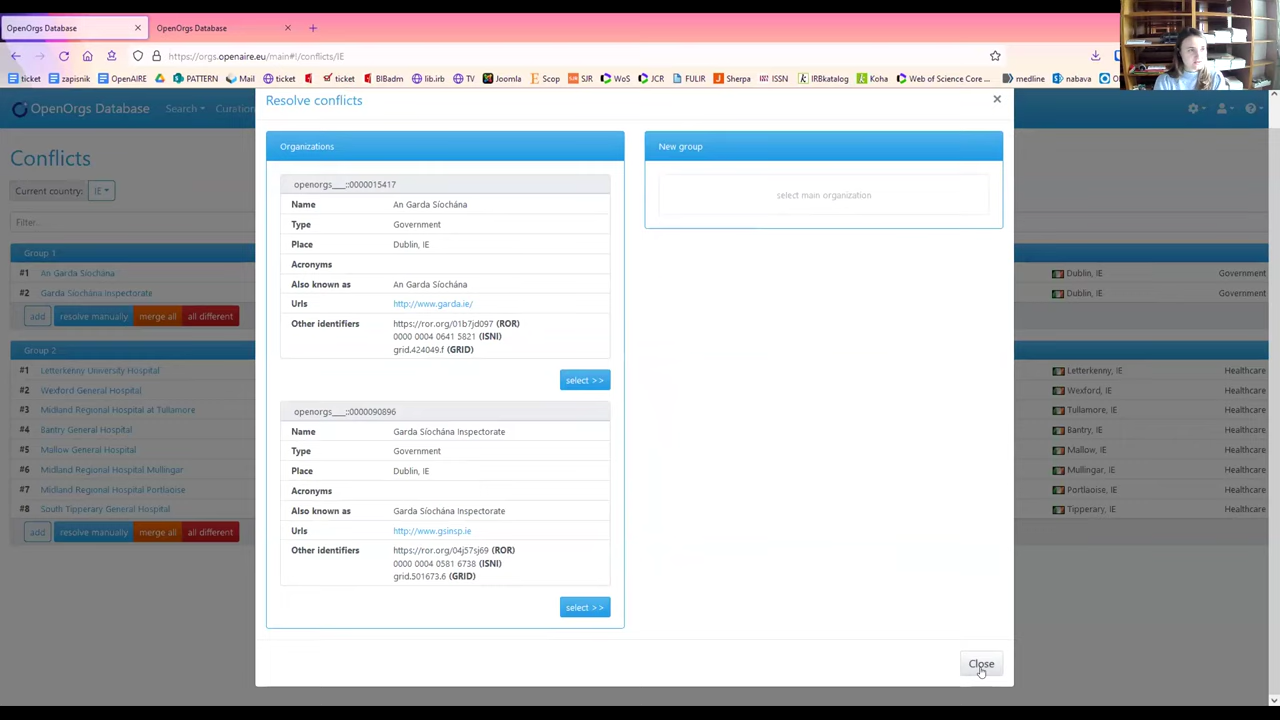 OpenOrgs Database
OpenOrgs Database
https://orgs.openaire.eu/main#!/conflicts/IE
ticket zapisnik OpenAIRE PATTERN Mail ticket ticket BIBadm lib.irb TV Joomla Scop SJR WoS JCR FULIR Sherpa ISSN IRBkatalog Koha Web of Science Core ... medline nabava
OpenOrgs Database Search
Conflicts
Current country: IE
Filter...
Group 1
#1 An Garda Síochána Dublin, IE Government
#2 Garda Síochána Inspectorate Dublin, IE Government
add resolve manually merge all all different
Group 2
#1 Letterkenny University Hospital Letterkenny, IE Healthcare
#2 Wexford General Hospital Wexford, IE Healthcare
#3 Midland Regional Hospital at Tullamore Tullamore, IE Healthcare
#4 Bantry General Hospital Bantry, IE Healthcare
#5 Mallow General Hospital Mallow, IE Healthcare
#6 Midland Regional Hospital Mullingar Mullingar, IE Healthcare
#7 Midland Regional Hospital Portlaoise Portlaoise, IE Healthcare
#8 South Tipperary General Hospital Tipperary, IE Healthcare
add resolve manually merge all all different
Resolve conflicts
Organizations
openorgs____::0000015417
Name An Garda Síochána
Type Government
Place Dublin, IE
Acronyms
Also known as An Garda Síochána
Urls http://www.garda.ie/
Other identifiers https://ror.org/01b7jd097 (ROR)
0000 0004 0641 5821 (ISNI)
grid.424049.f (GRID)
select >>
openorgs____::0000090896
Name Garda Síochána Inspectorate
Type Government
Place Dublin, IE
Acronyms
Also known as Garda Síochána Inspectorate
Urls http://www.gsinsp.ie
Other identifiers https://ror.org/04j57sj69 (ROR)
0000 0004 0581 6738 (ISNI)
grid.501673.6 (GRID)
select >>
New group
select main organization
Close